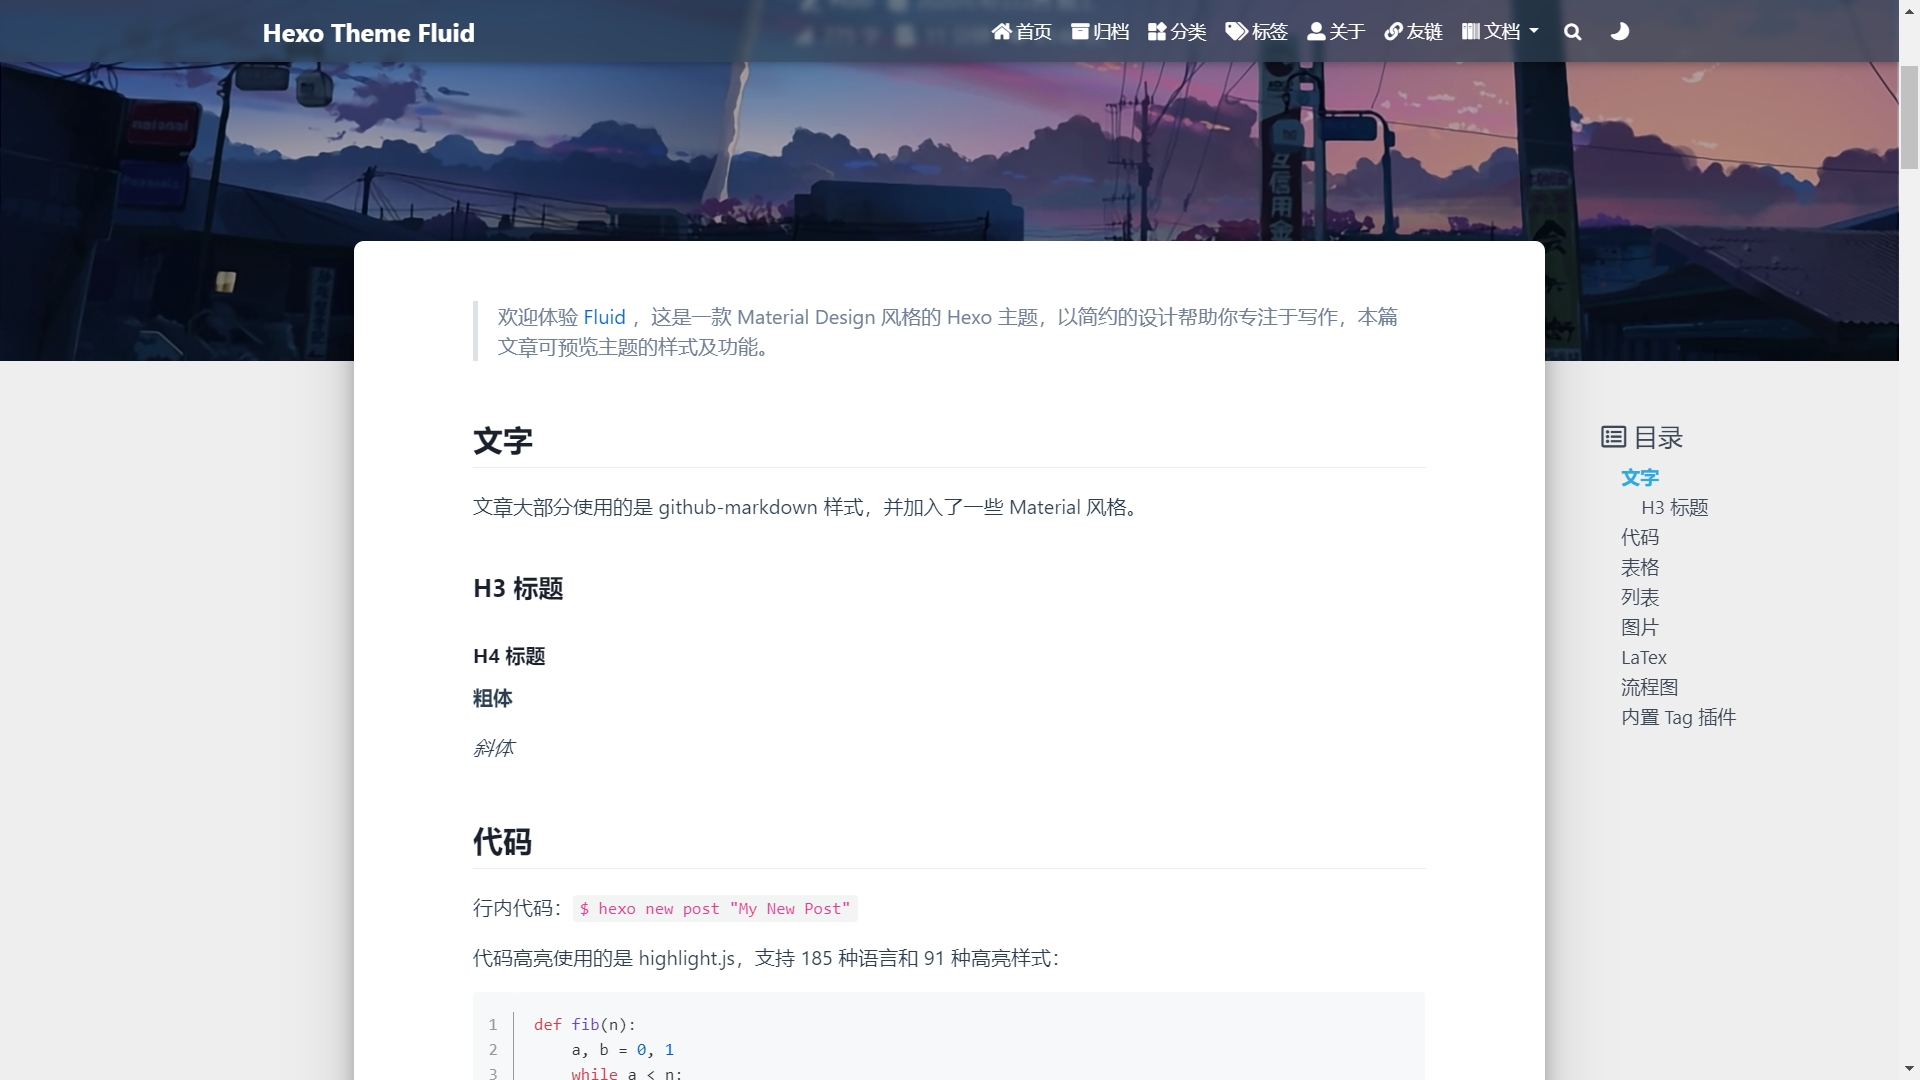 Hexo Theme Fluid
首页 归档 分类 标签 关于 友链 文档
national
互信用金
欢迎体验 Fluid ，这是一款 Material Design 风格的 Hexo 主题，以简约的设计帮助你专注于写作，本篇
文章可预览主题的样式及功能。
文字
文章大部分使用的是 github-markdown 样式，并加入了一些 Material 风格。
H3 标题
H4 标题
粗体
斜体
代码
行内代码：$ hexo new post "My New Post"
代码高亮使用的是 highlight.js，支持 185 种语言和 91 种高亮样式：
1 def fib(n):
2 a, b = 0, 1
3 while a < n:
目录
文字
H3 标题
代码
表格
列表
图片
LaTex
流程图
内置 Tag 插件